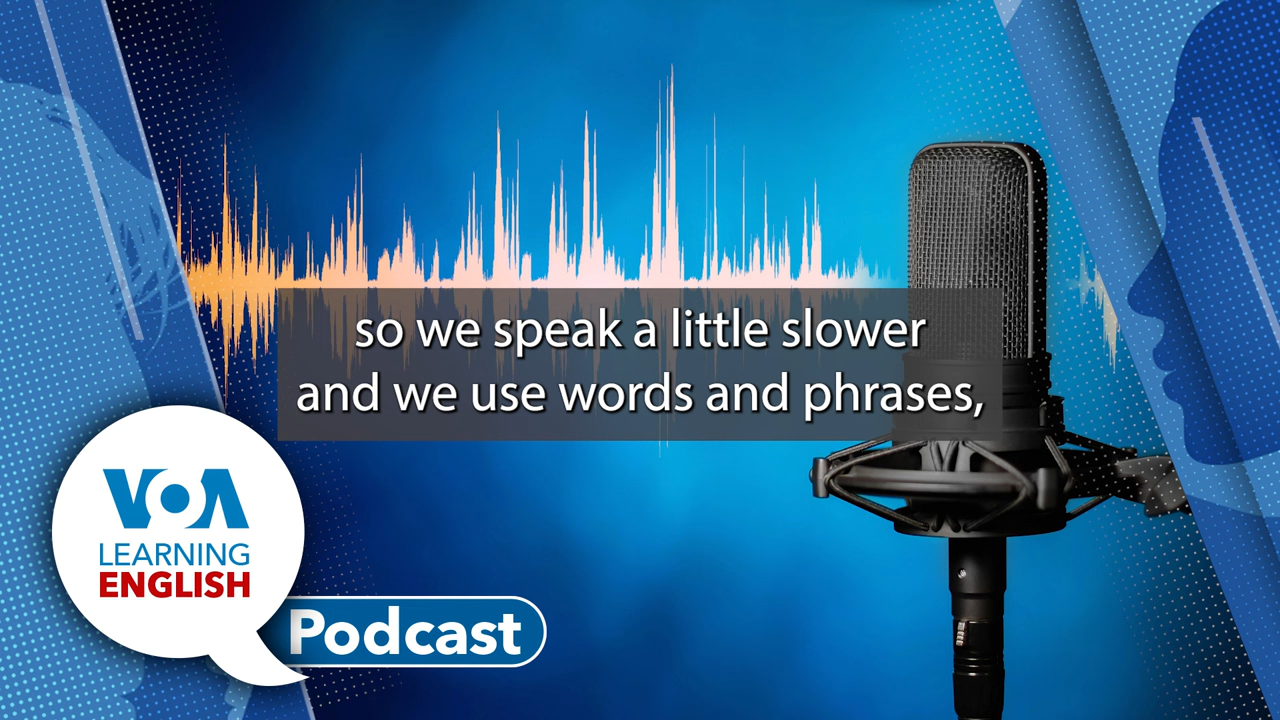 so we speak a little slower
and we use words and phrases,
VOA
LEARNING
ENGLISH
Podcast